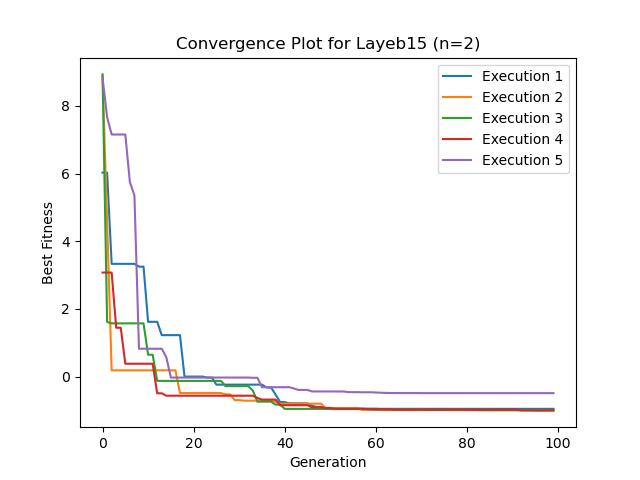 Convergence Plot for Layeb15 (n=2)
Execution 1
Execution 2
Execution 3
Execution 4
Execution 5
Best Fitness
8
6
4
2
0
0 20 40 60 80 100
Generation